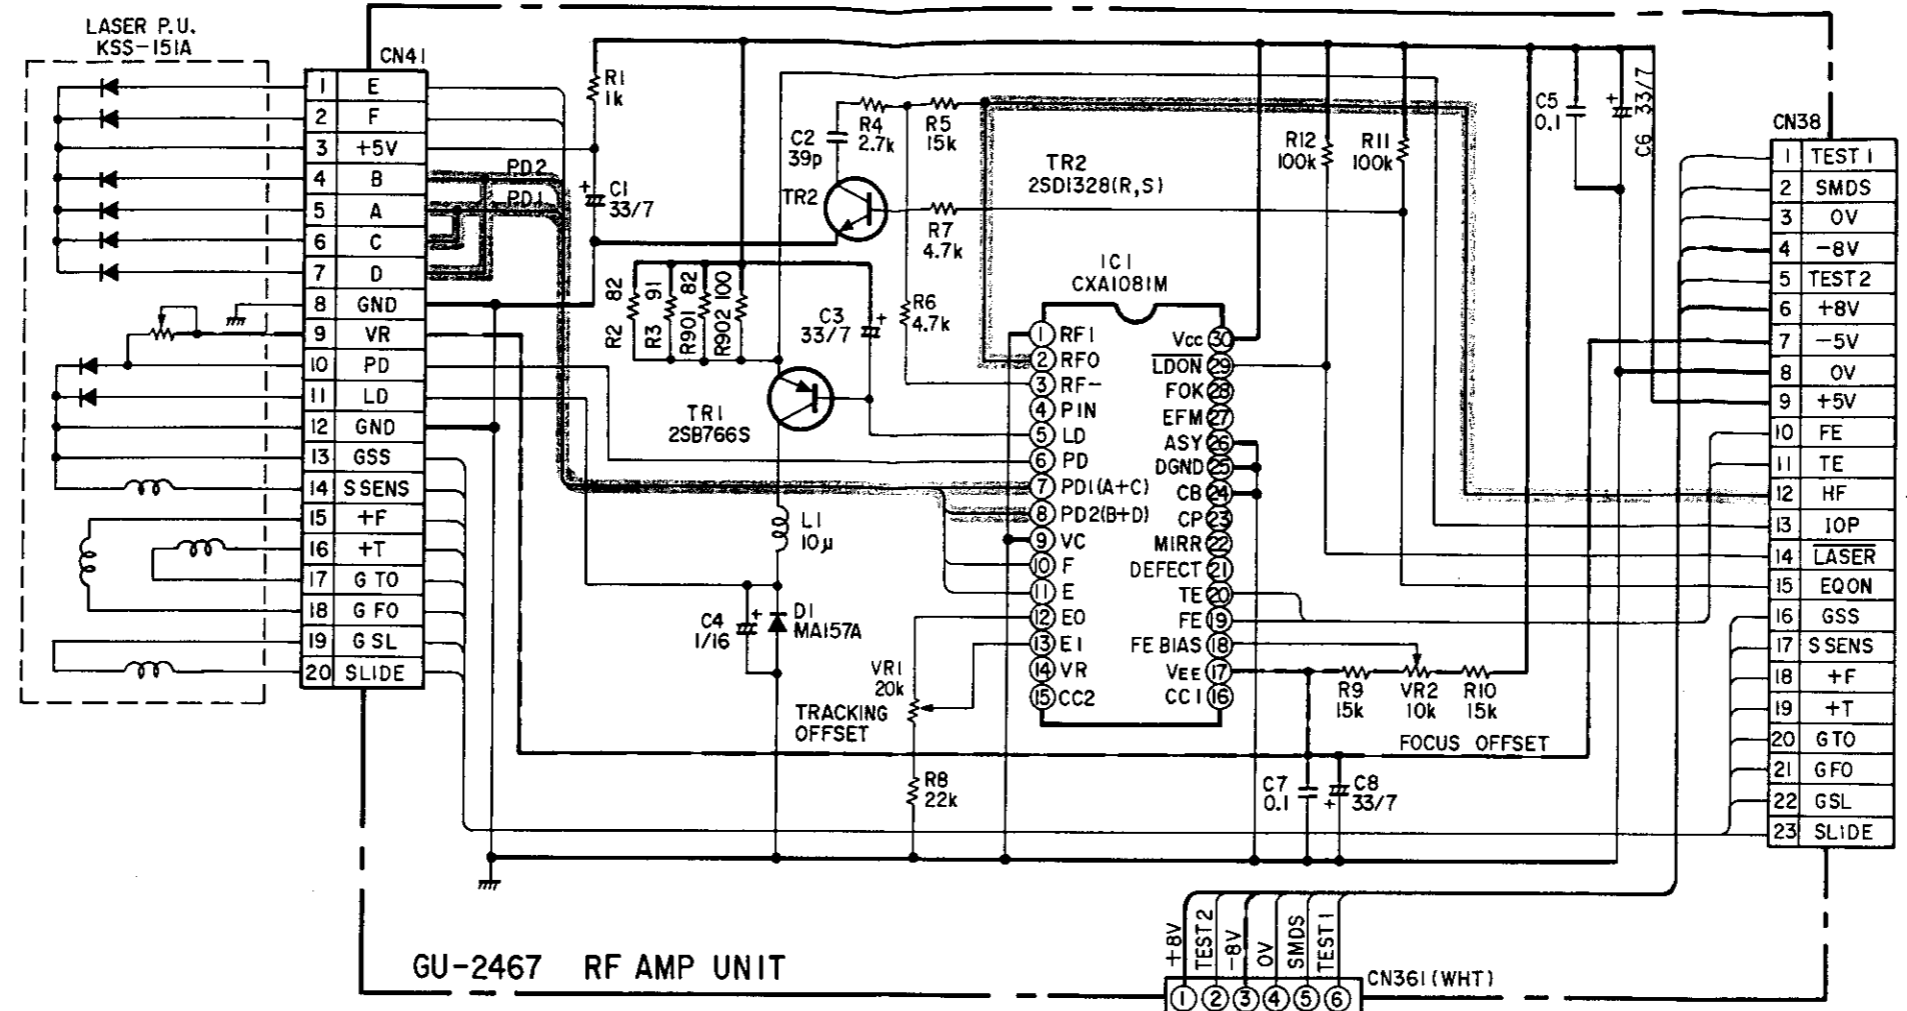 LASER P.U.
KSS-151A
CN41
1 E
2 F
3 +5V
4 B
5 A
6 C
7 D
8 GND
9 VR
10 PD
11 LD
12 GND
13 GSS
14 S SENS
15 +F
16 +T
17 G TO
18 G FO
19 G SL
20 SLIDE
PD2
PD1
R1
1k
C1
33/7
+
C2
39p
R4
2.7k
R5
15k
TR2
TR2
2SD1328(R,S)
R7
4.7k
R6
4.7k
R12
100k
R11
100k
C5
0.1
C6 33/7
+
R2 82
R3 91
R901 82
R902 100
C3
33/7
+
TR1
2SB766S
L1
10μ
C4
1/16
+
D1
MA157A
IC1
CXA1081M
1 RF1
2 RFO
3 RF-
4 PIN
5 LD
6 PD
7 PD1(A+C)
8 PD2(B+D)
9 VC
10 F
11 E
12 EO
13 EI
14 VR
15 CC2
Vcc 30
LDON 29
FOK 28
EFM 27
ASY 26
DGND 25
CB 24
CP 23
MIRR 22
DEFECT 21
TE 20
FE 19
FE BIAS 18
VEE 17
CC1 16
VR1
20k
TRACKING
OFFSET
R8
22k
R9
15k
VR2
10k
R10
15k
FOCUS OFFSET
C7
0.1
C8
33/7
+
CN38
1 TEST 1
2 SMDS
3 0V
4 -8V
5 TEST 2
6 +8V
7 -5V
8 0V
9 +5V
10 FE
11 TE
12 HF
13 IOP
14 LASER
15 EQON
16 GSS
17 S SENS
18 +F
19 +T
20 G TO
21 G FO
22 G SL
23 SLIDE
GU-2467 RF AMP UNIT
+8V
TEST 2
-8V
0V
SMDS
TEST 1
CN361(WHT)
1 2 3 4 5 6